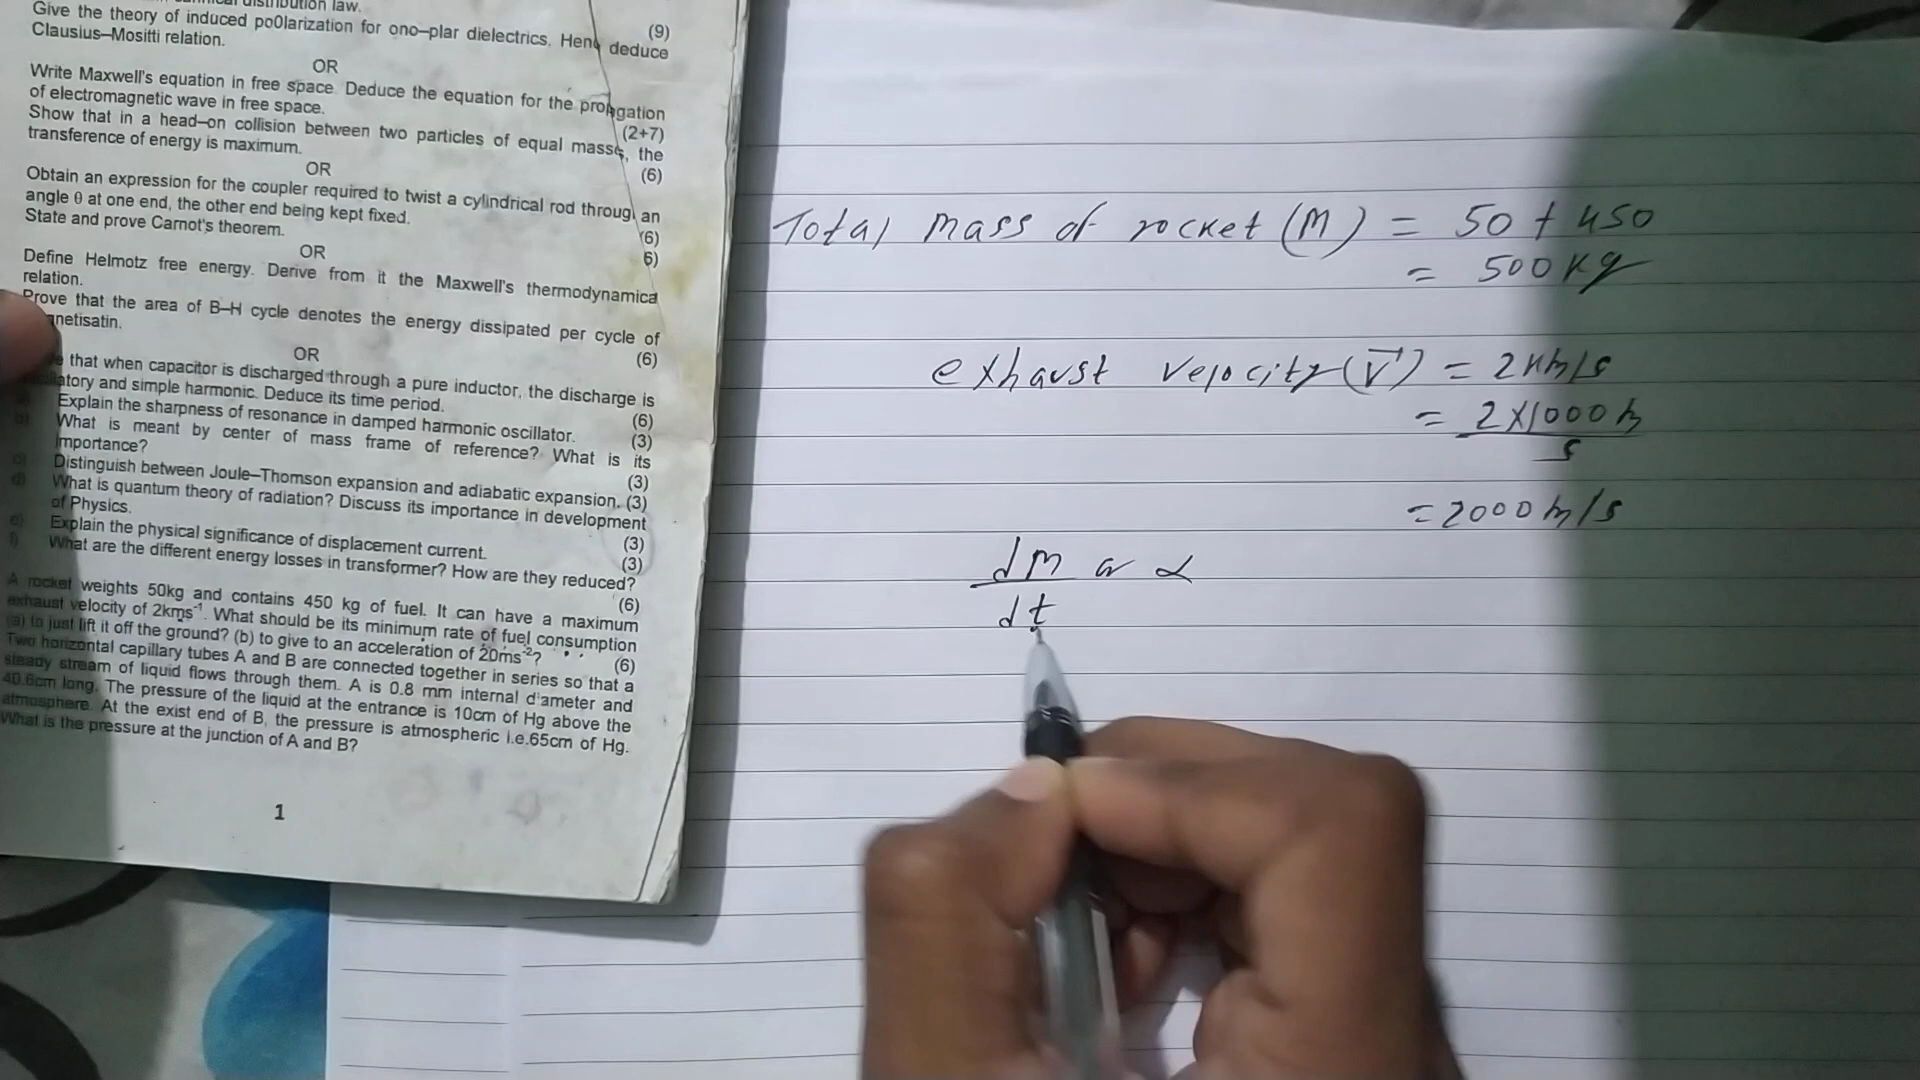 distribution law.
Give the theory of induced po0larization for ono–plar dielectrics. Hen deduce
Clausius–Mositti relation.
(9)
OR
Write Maxwell's equation in free space. Deduce the equation for the propagation
of electromagnetic wave in free space.
(2+7)
Show that in a head–on collision between two particles of equal masses, the
transference of energy is maximum.
(6)
OR
Obtain an expression for the coupler required to twist a cylindrical rod through an
angle θ at one end, the other end being kept fixed.
(6)
State and prove Carnot's theorem.
6)
OR
Define Helmotz free energy. Derive from it the Maxwell's thermodynamica
relation.
Prove that the area of B–H cycle denotes the energy dissipated per cycle of
netisatin.
(6)
OR
that when capacitor is discharged through a pure inductor, the discharge is
atory and simple harmonic. Deduce its time period.
(6)
Explain the sharpness of resonance in damped harmonic oscillator.
(3)
b) What is meant by center of mass frame of reference? What is its
importance?
(3)
c) Distinguish between Joule–Thomson expansion and adiabatic expansion. (3)
d) What is quantum theory of radiation? Discuss its importance in development
of Physics.
(3)
e) Explain the physical significance of displacement current.
(3)
f) What are the different energy losses in transformer? How are they reduced?
(6)
A rocket weights 50kg and contains 450 kg of fuel. It can have a maximum
exhaust velocity of 2kms⁻¹. What should be its minimum rate of fuel consumption
(a) to just lift it off the ground? (b) to give to an acceleration of 20ms⁻²?
(6)
Two horizontal capillary tubes A and B are connected together in series so that a
steady stream of liquid flows through them. A is 0.8 mm internal d'ameter and
40.6cm long. The pressure of the liquid at the entrance is 10cm of Hg above the
atmosphere. At the exist end of B, the pressure is atmospheric i.e.65cm of Hg.
What is the pressure at the junction of A and B?
1
Total mass of rocket (M) = 50 + 450
= 500 kg
exhaust velocity (v⃗) = 2km/s
= 2×1000 m
s
= 2000 m/s
dM or α
dt